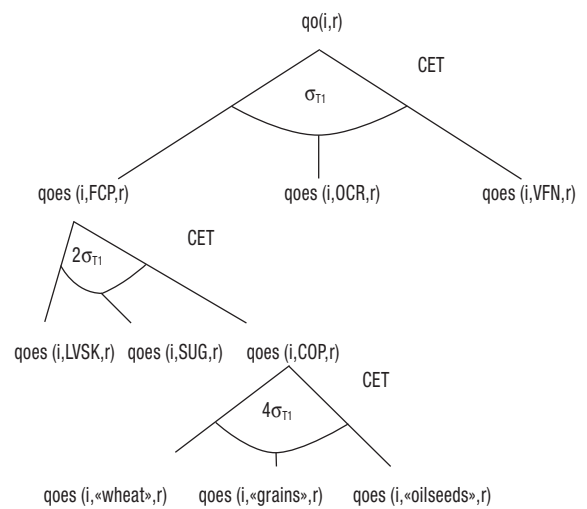 qo(i,r)
CET
σT1
qoes (i,FCP,r)
qoes (i,OCR,r)
qoes (i,VFN,r)
CET
2σT1
qoes (i,LVSK,r)
qoes (i,SUG,r)
qoes (i,COP,r)
CET
4σT1
qoes (i,«wheat»,r)
qoes (i,«grains»,r)
qoes (i,«oilseeds»,r)